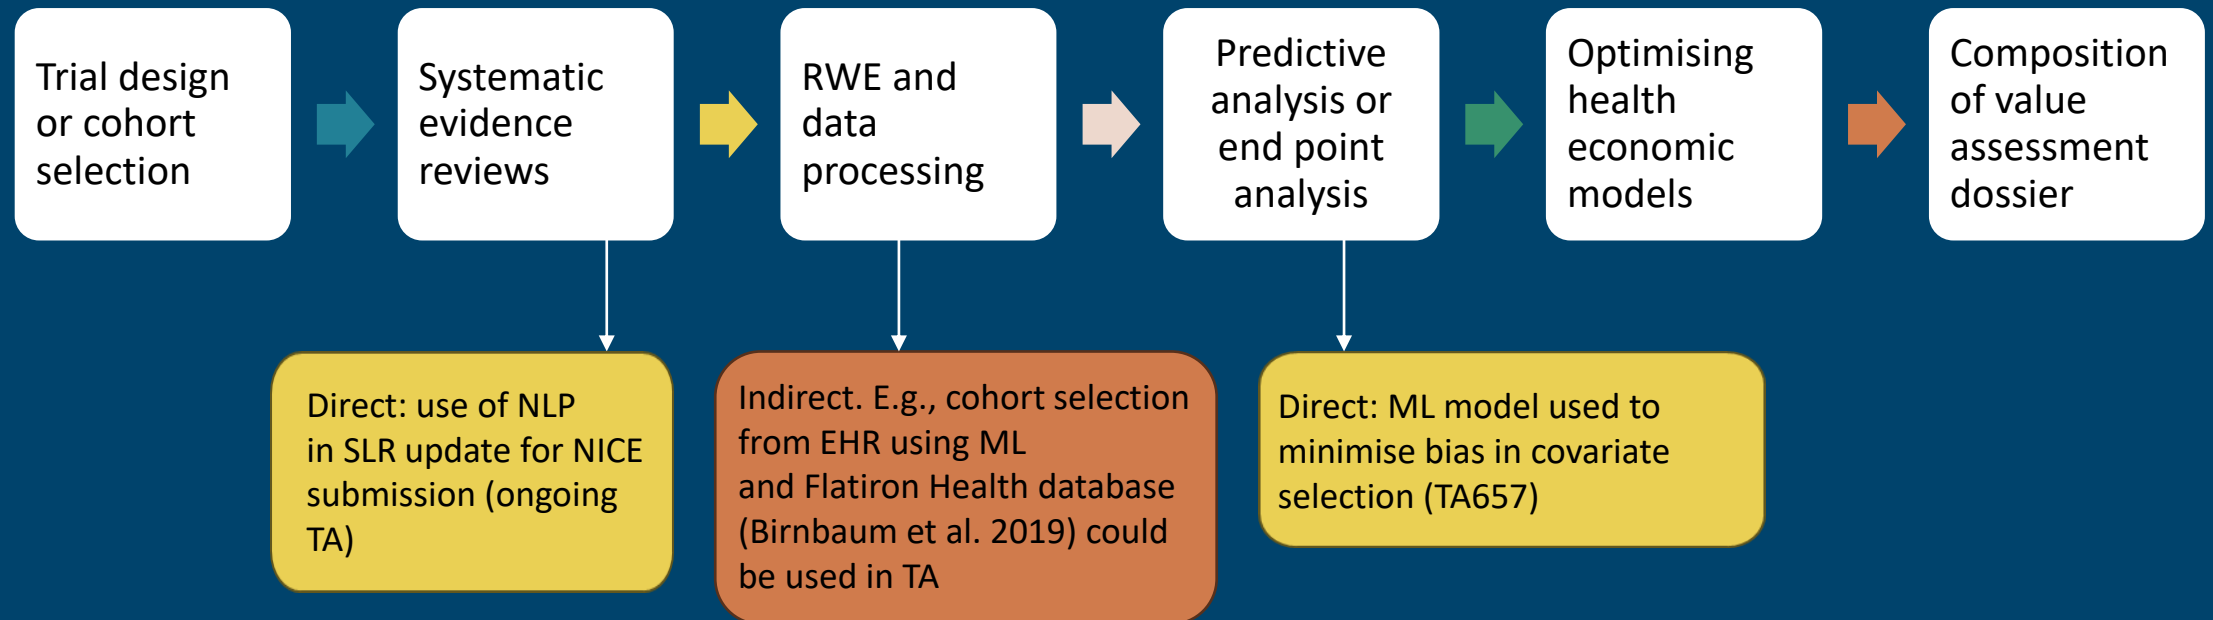 Trial design
or cohort
selection
Systematic
evidence
reviews
RWE and
data
processing
Predictive
analysis or
end point
analysis
Optimising
health
economic
models
Composition
of value
assessment
dossier
Direct: use of NLP
in SLR update for NICE
submission (ongoing
TA)
Indirect. E.g., cohort selection
from EHR using ML
and Flatiron Health database
(Birnbaum et al. 2019) could
be used in TA
Direct: ML model used to
minimise bias in covariate
selection (TA657)